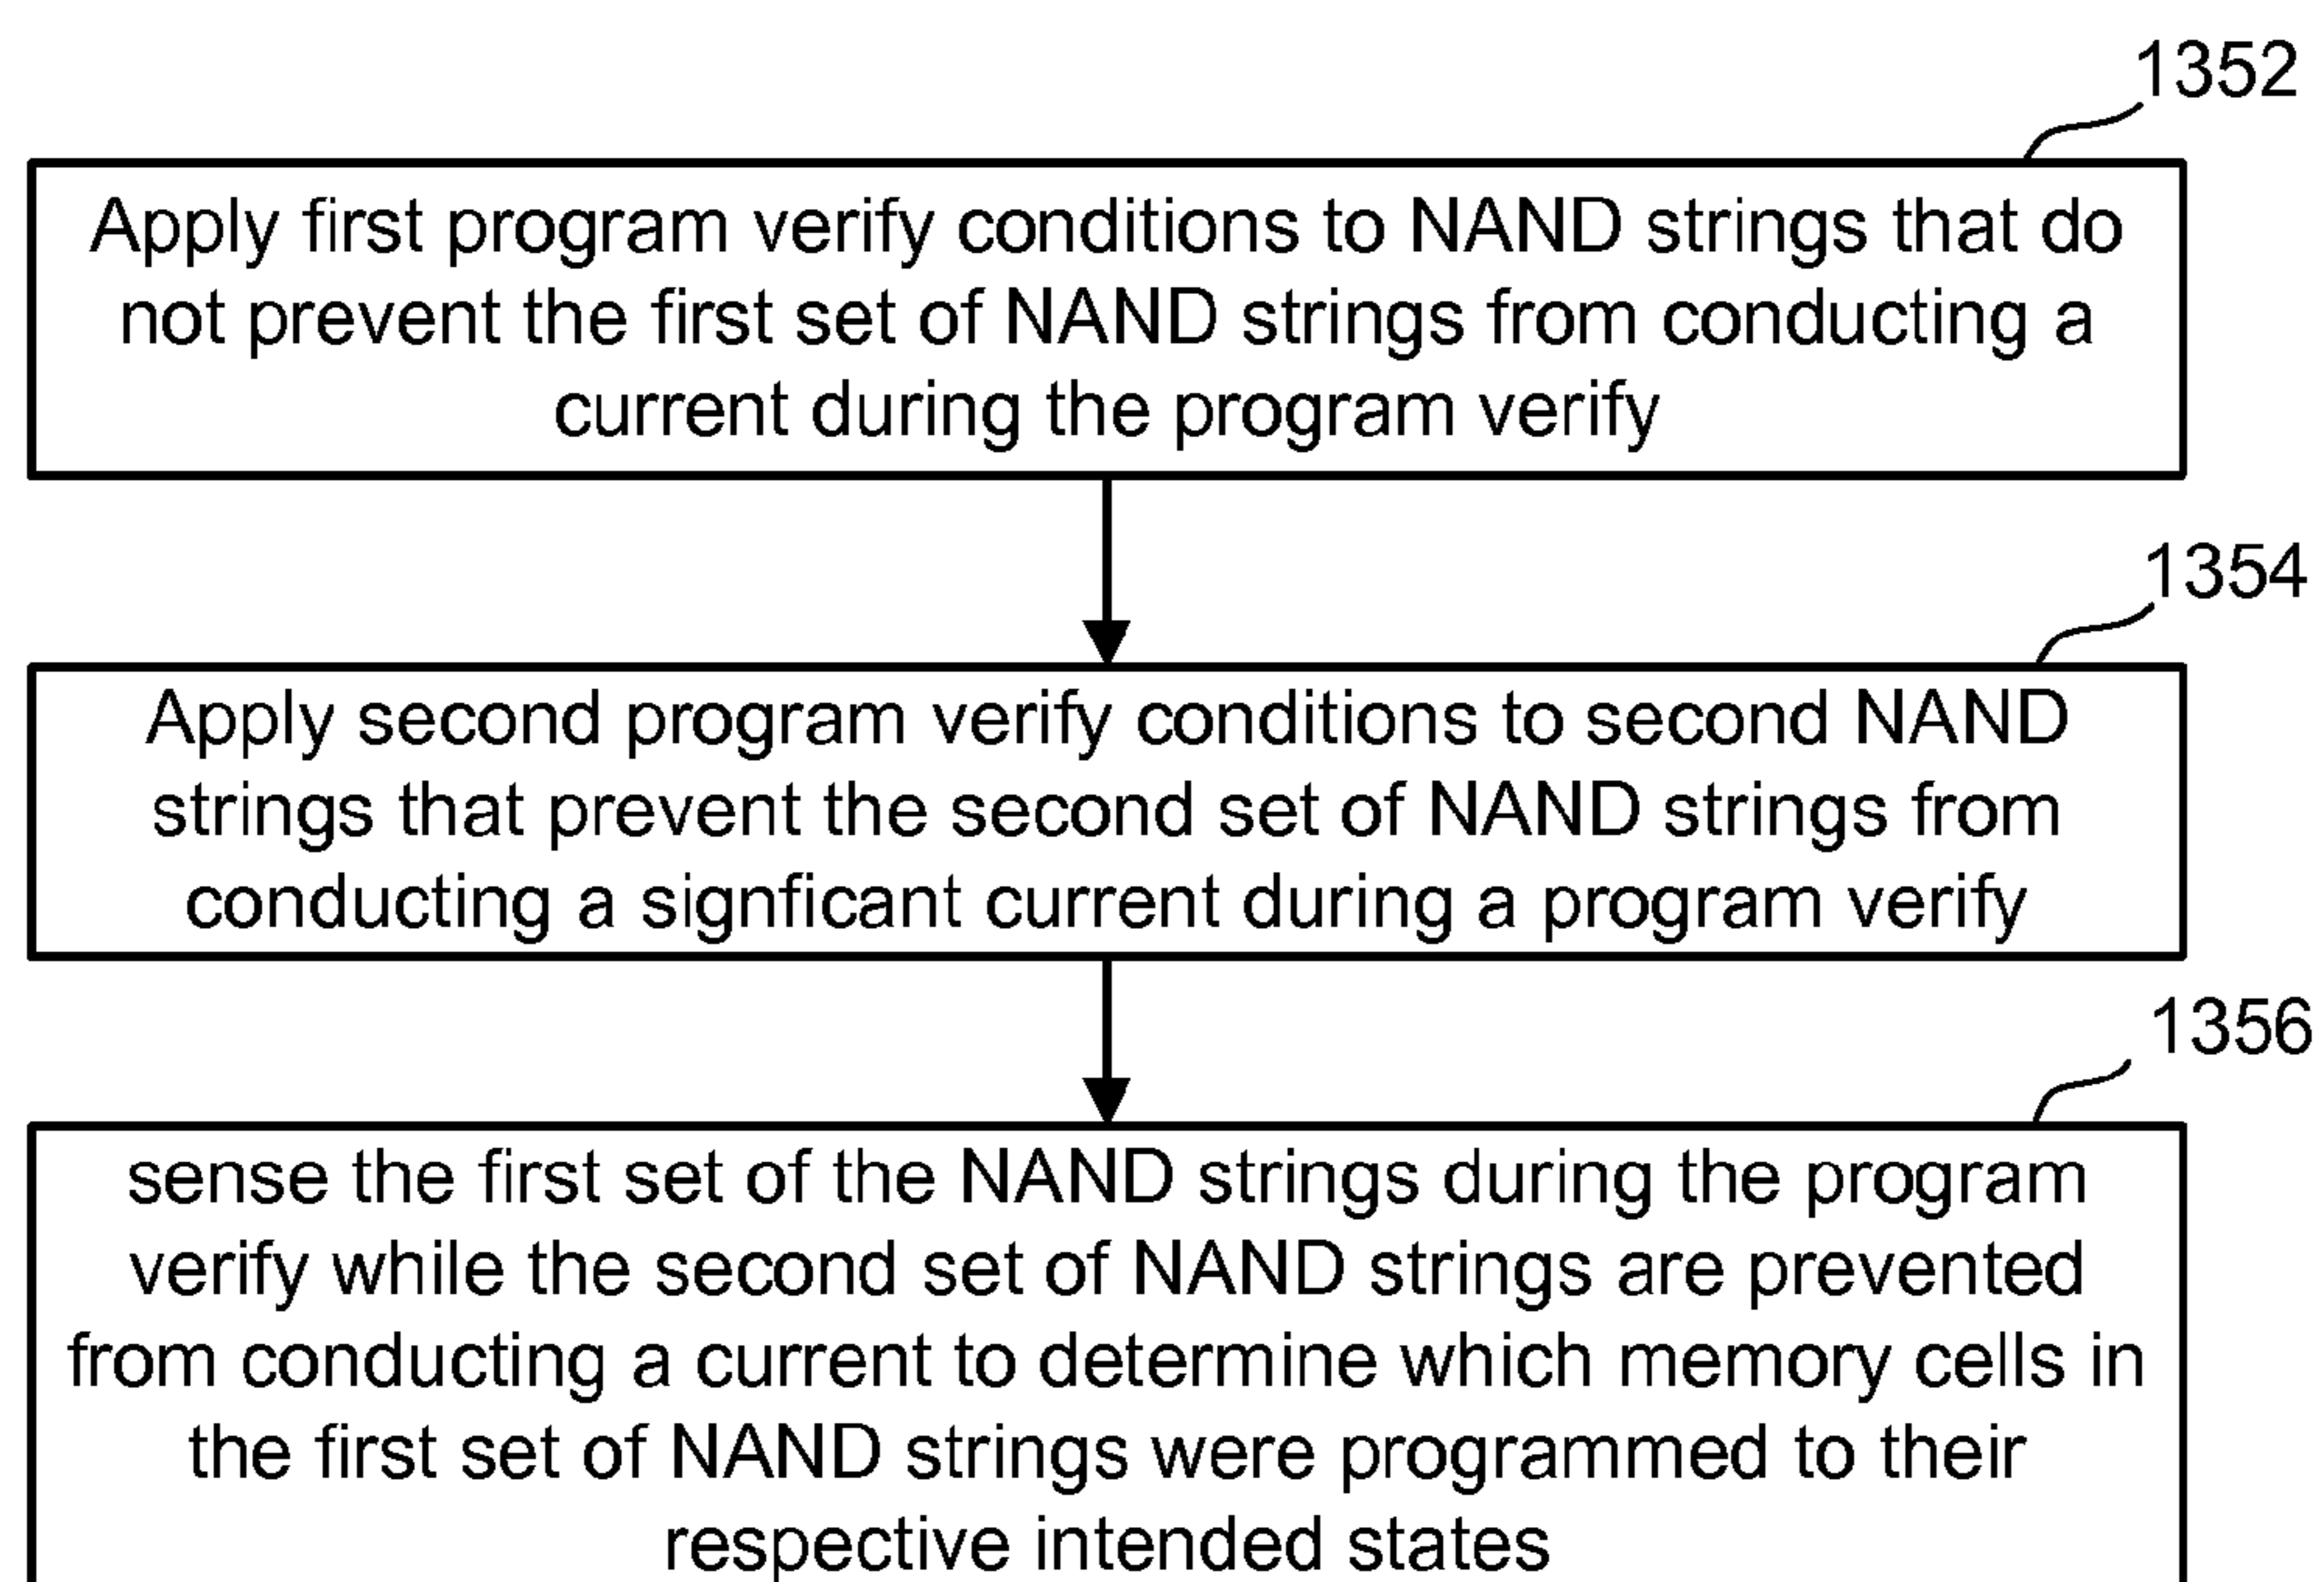 1352
Apply first program verify conditions to NAND strings that do
not prevent the first set of NAND strings from conducting a
current during the program verify
1354
Apply second program verify conditions to second NAND
strings that prevent the second set of NAND strings from
conducting a signficant current during a program verify
1356
sense the first set of the NAND strings during the program
verify while the second set of NAND strings are prevented
from conducting a current to determine which memory cells in
the first set of NAND strings were programmed to their
respective intended states